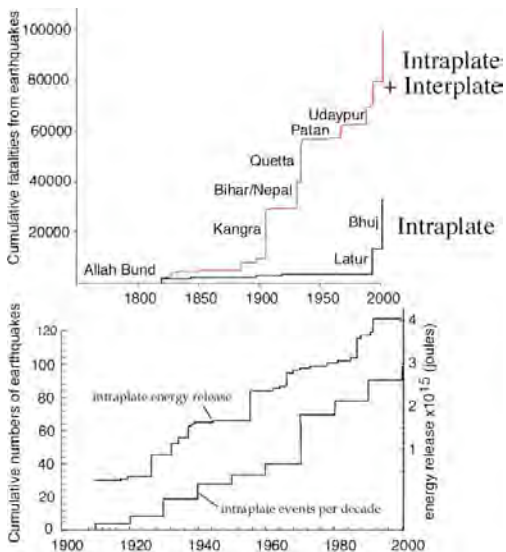 Cumulative fatalities from earthquakes
100000
80000
60000
40000
20000
Intraplate
+ Interplate
Udaypur
Patan
Quetta
Bihar/Nepal
Kangra
Bhuj
Intraplate
Latur
Allah Bund
1800
1850
1900
1950
2000
Cumulative numbers of earthquakes
120
100
80
60
40
20
0
intraplate energy release
intraplate events per decade
4
3
2
1
energy release x10 15 (joules)
1900
1920
1940
1960
1980
2000